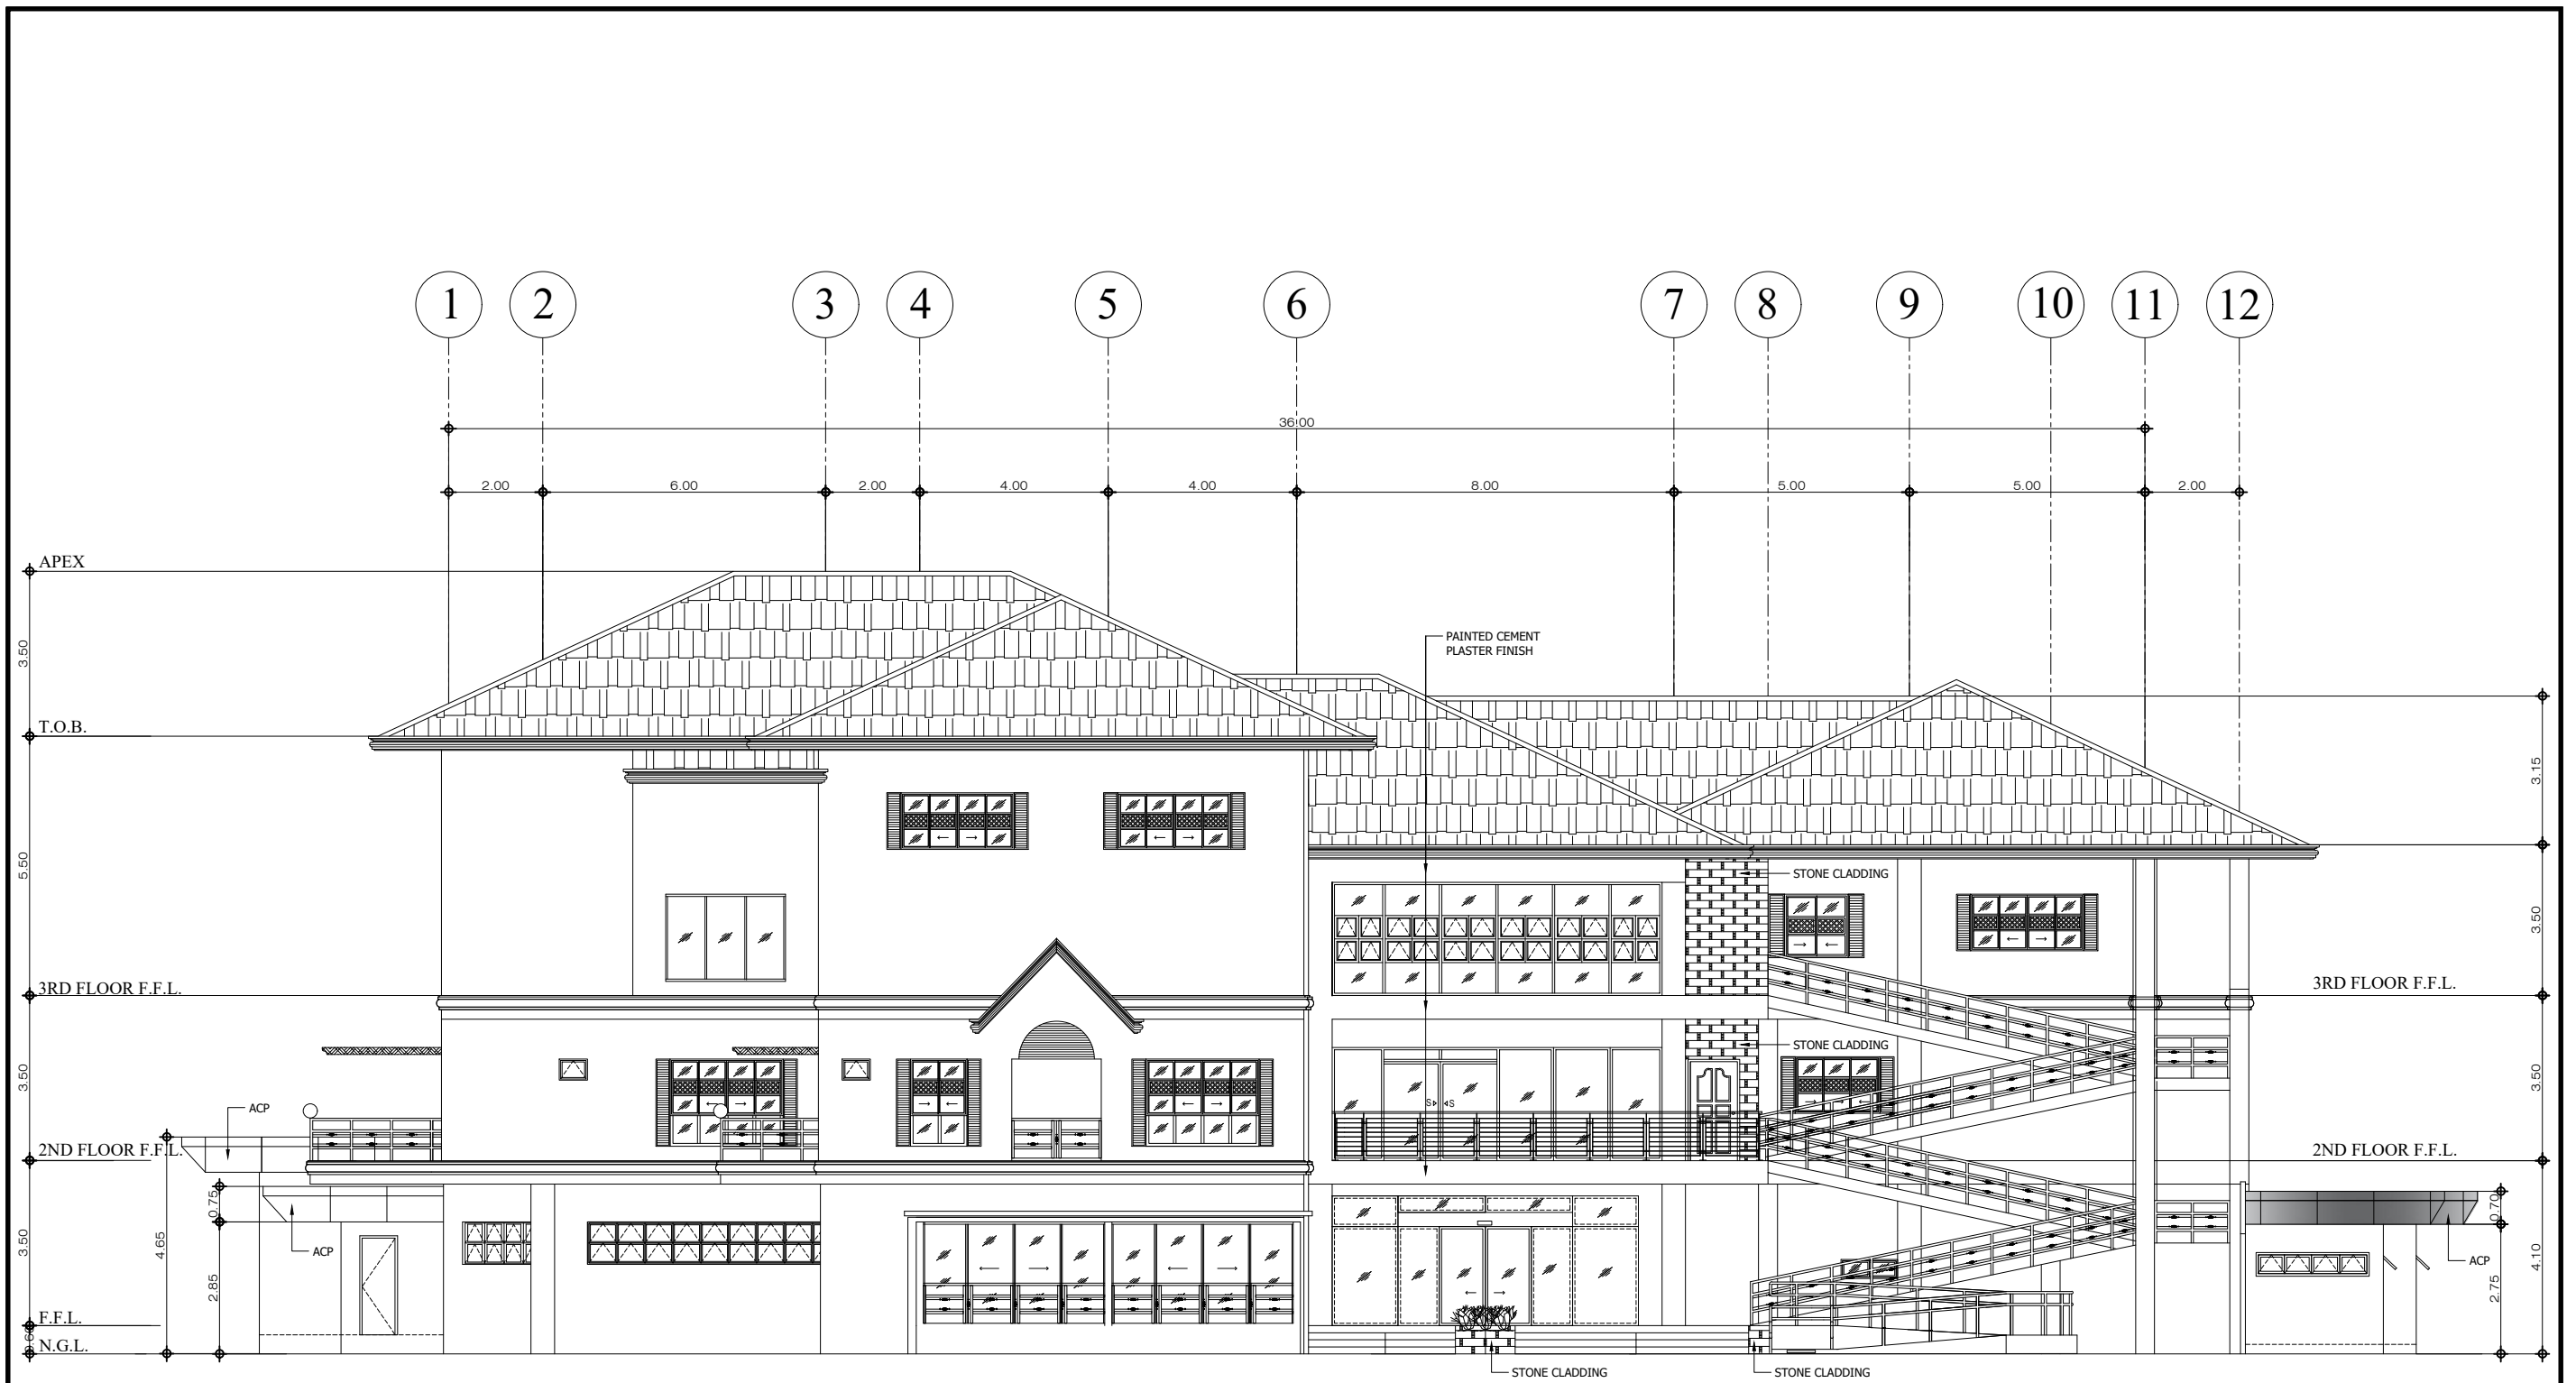 1 2 3 4 5 6 7 8 9 10 11 12
36.00
2.00 6.00 2.00 4.00 4.00 8.00 5.00 5.00 2.00
APEX
3.50
PAINTED CEMENT
PLASTER FINISH
T.O.B.
3.15
5.50
STONE CLADDING
3.50
3RD FLOOR F.F.L.
3RD FLOOR F.F.L.
3.50
STONE CLADDING
3.50
ACP
S S
2ND FLOOR F.F.L.
2ND FLOOR F.F.L.
0.75
0.70
3.50
4.65
ACP
2.85
ACP
4.10
2.75
F.F.L.
0.60
N.G.L.
STONE CLADDING
STONE CLADDING